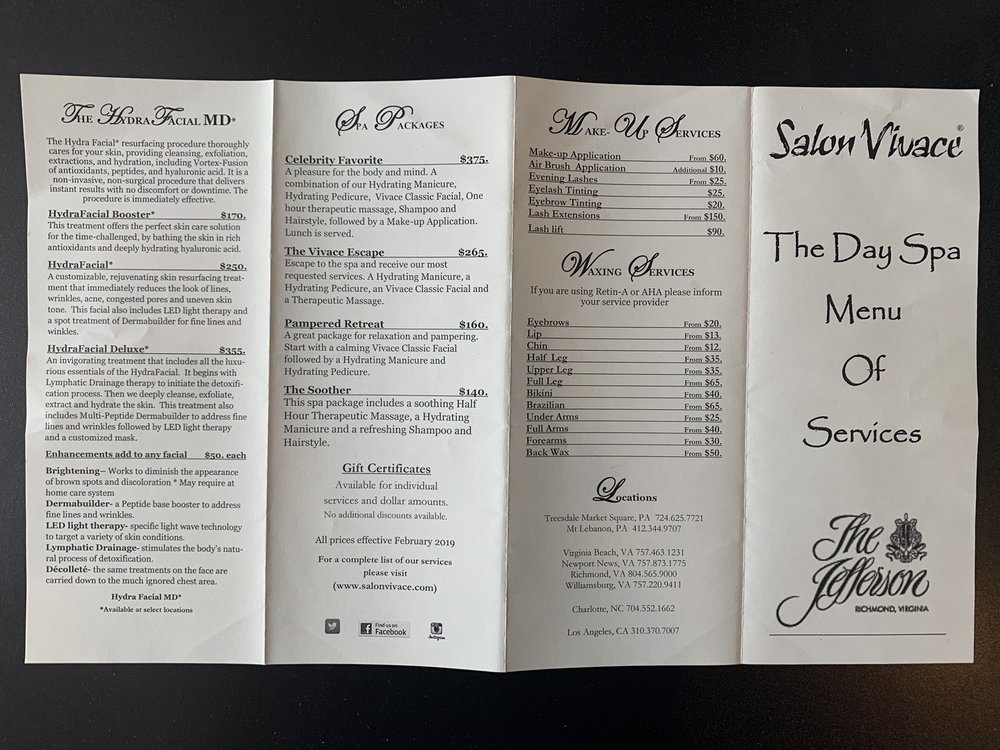 The HydraFacial MD*
The Hydra Facial* resurfacing procedure thoroughly
cares for your skin, providing cleansing, exfoliation,
extractions, and hydration, including Vortex-Fusion
of antioxidants, peptides, and hyaluronic acid. It is a
non-invasive, non-surgical procedure that delivers
instant results with no discomfort or downtime. The
procedure is immediately effective.
HydraFacial Booster* $170.
This treatment offers the perfect skin care solution
for the time-challenged, by bathing the skin in rich
antioxidants and deeply hydrating hyaluronic acid.
HydraFacial* $250.
A customizable, rejuvenating skin resurfacing treat-
ment that immediately reduces the look of lines,
wrinkles, acne, congested pores and uneven skin
tone. This facial also includes LED light therapy and
a spot treatment of Dermabuilder for fine lines and
winkles.
HydraFacial Deluxe* $355.
An invigorating treatment that includes all the luxu-
rious essentials of the HydraFacial. It begins with
Lymphatic Drainage therapy to initiate the detoxifi-
cation process. Then we deeply cleanse, exfoliate,
extract and hydrate the skin. This treatment also
includes Multi-Peptide Dermabuilder to address fine
lines and wrinkles followed by LED light therapy
and a customized mask.
Enhancements add to any facial $50. each
Brightening– Works to diminish the appearance
of brown spots and discoloration * May require at
home care system
Dermabuilder- a Peptide base booster to address
fine lines and wrinkles.
LED light therapy- specific light wave technology
to target a variety of skin conditions.
Lymphatic Drainage- stimulates the body's natu-
ral process of detoxification.
Décolleté- the same treatments on the face are
carried down to the much ignored chest area.
Hydra Facial MD*
*Available at select locations
Spa Packages
Celebrity Favorite $375.
A pleasure for the body and mind. A
combination of our Hydrating Manicure,
Hydrating Pedicure, Vivace Classic Facial, One
hour therapeutic massage, Shampoo and
Hairstyle, followed by a Make-up Application.
Lunch is served.
The Vivace Escape $265.
Escape to the spa and receive our most
requested services. A Hydrating Manicure, a
Hydrating Pedicure, an Vivace Classic Facial and
a Therapeutic Massage.
Pampered Retreat $160.
A great package for relaxation and pampering.
Start with a calming Vivace Classic Facial
followed by a Hydrating Manicure and
Hydrating Pedicure.
The Soother $140.
This spa package includes a soothing Half
Hour Therapeutic Massage, a Hydrating
Manicure and a refreshing Shampoo and
Hairstyle.
Gift Certificates
Available for individual
services and dollar amounts.
No additional discounts available.
All prices effective February 2019
For a complete list of our services
please visit
(www.salonvivace.com)
Find us on
Facebook
Instagram
Make-Up Services
Make-up Application From $60.
Air Brush Application Additional $10.
Evening Lashes From $25.
Eyelash Tinting $25.
Eyebrow Tinting $20.
Lash Extensions From $150.
Lash lift $90.
Waxing Services
If you are using Retin-A or AHA please inform
your service provider
Eyebrows From $20.
Lip From $13.
Chin From $12.
Half Leg From $35.
Upper Leg From $35.
Full Leg From $65.
Bikini From $40.
Brazilian From $65.
Under Arms From $25.
Full Arms From $40.
Forearms From $30.
Back Wax From $50.
Locations
Treesdale Market Square, PA 724.625.7721
Mt Lebanon, PA 412.344.9707
Virginia Beach, VA 757.463.1231
Newport News, VA 757.873.1775
Richmond, VA 804.565.9000
Williamsburg, VA 757.220.9411
Charlotte, NC 704.552.1662
Los Angeles, CA 310.370.7007
Salon Vivace®
The Day Spa
Menu
Of
Services
The
Jefferson
RICHMOND, VIRGINIA